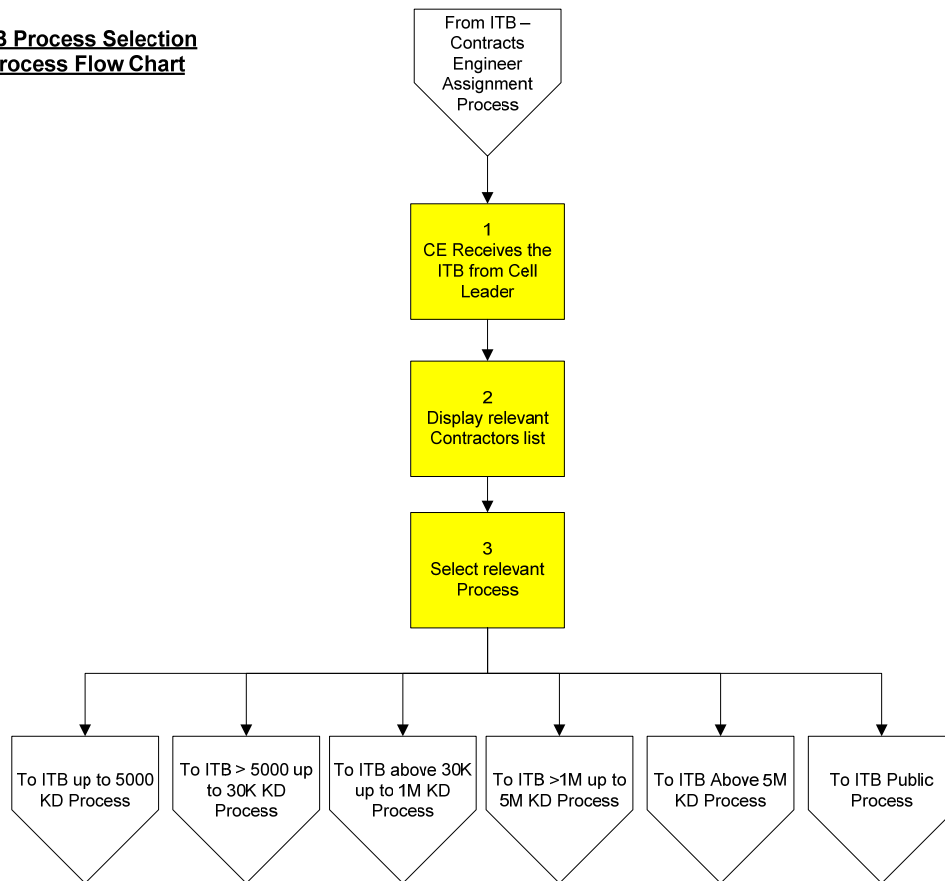 B Process Selection
Process Flow Chart
From ITB –
Contracts
Engineer
Assignment
Process
1
CE Receives the
ITB from Cell
Leader
2
Display relevant
Contractors list
3
Select relevant
Process
To ITB up to 5000
KD Process
To ITB > 5000 up
to 30K KD
Process
To ITB above 30K
up to 1M KD
Process
To ITB >1M up to
5M KD Process
To ITB Above 5M
KD Process
To ITB Public
Process